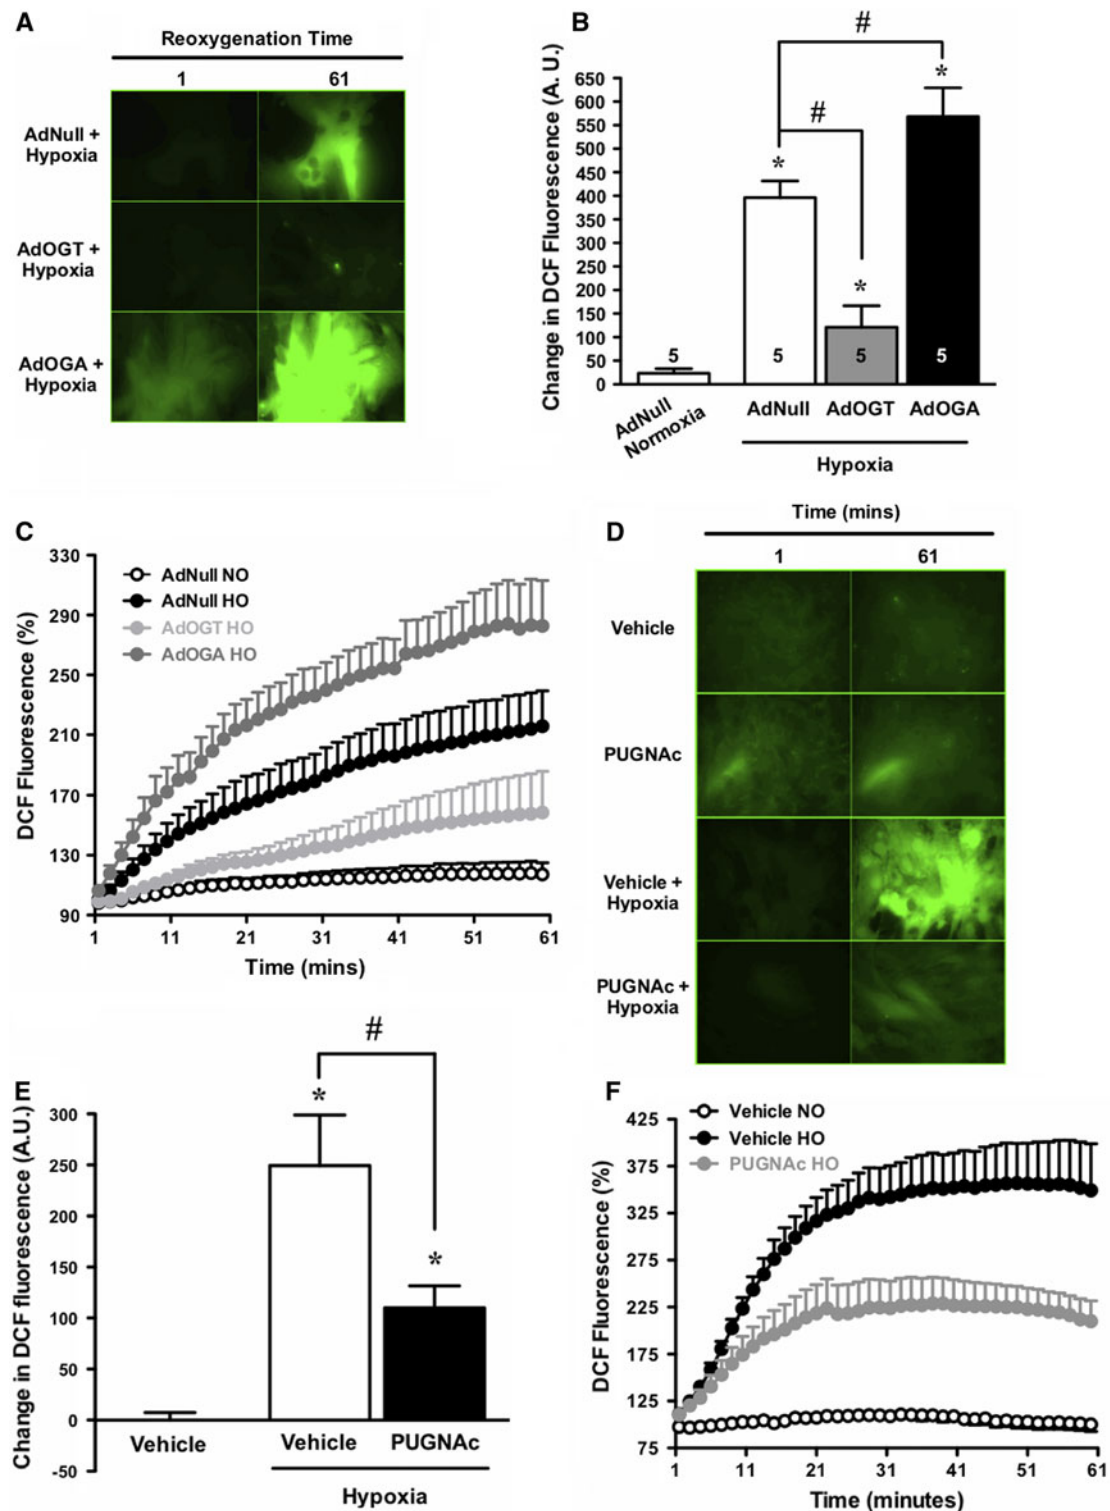 A
Reoxygenation Time
1 61
AdNull +
Hypoxia
AdOGT +
Hypoxia
AdOGA +
Hypoxia
B
Change in DCF Fluorescence (A. U.)
650
600
550
500
450
400
350
300
250
200
150
100
50
0
#
#
* * * 
5 5 5 5
AdNull
Normoxia
AdNull AdOGT AdOGA
Hypoxia
C
DCF Fluorescence (%)
330
290
250
210
170
130
90
AdNull NO
AdNull HO
AdOGT HO
AdOGA HO
1 11 21 31 41 51 61
Time (mins)
D
Time (mins)
1 61
Vehicle
PUGNAc
Vehicle +
Hypoxia
PUGNAc +
Hypoxia
E
Change in DCF fluorescence (A.U.)
300
250
200
150
100
50
0
-50
#
* *
Vehicle Vehicle PUGNAc
Hypoxia
F
DCF Fluorescence (%)
425
375
325
275
225
175
125
75
Vehicle NO
Vehicle HO
PUGNAc HO
1 11 21 31 41 51 61
Time (minutes)